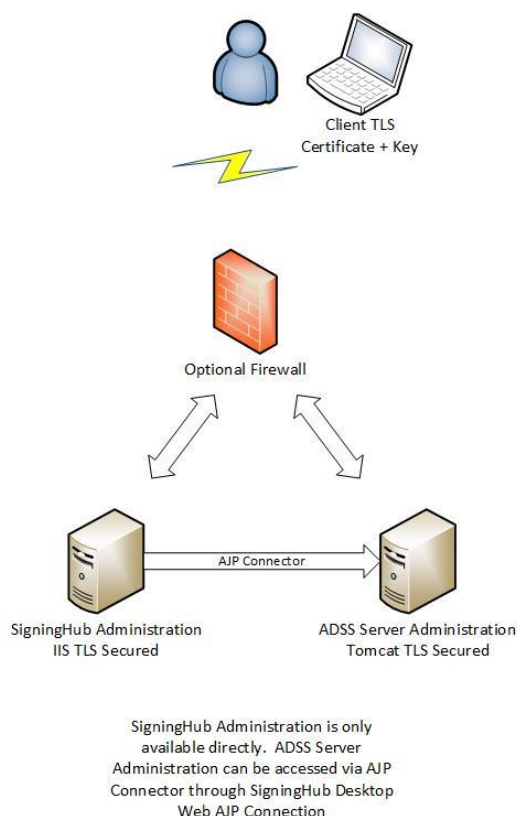 Client TLS
Certificate + Key
Optional Firewall
AJP Connector
SigningHub Administration
IIS TLS Secured
ADSS Server Administration
Tomcat TLS Secured
SigningHub Administration is only
available directly. ADSS Server
Administration can be accessed via AJP
Connector through SigningHub Desktop
Web AJP Connection